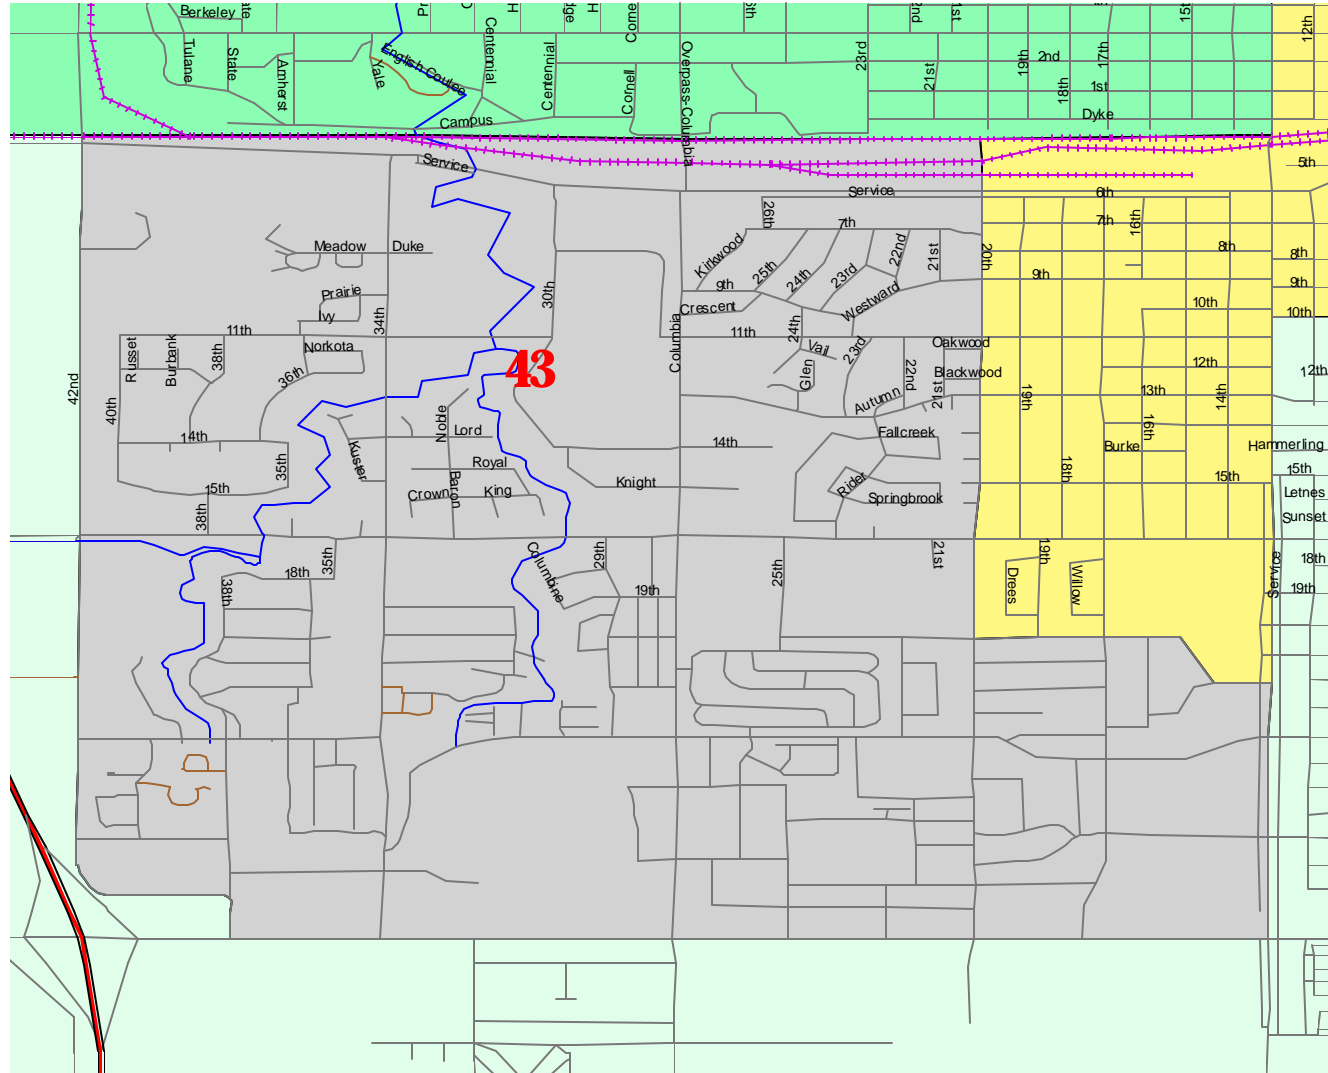 Berkeley
Tulane
State
Amherst
Yale
English Coulee
Centennial
Centennial
Cornell
Campus
Overpass-Columbia
23rd
21st
19th
2nd
18th
17th
1st
Dyke
12th
Service
5th
Service
6th
26th
7th
7th
16th
Meadow
Duke
Kirkwood
25th
24th
23rd
22nd
21st
20th
8th
8th
9th
9th
9th
Prairie
Ivy
34th
30th
Crescent
Westward
10th
10th
11th
Columbia
11th
24th
Russet
Burbank
38th
Norkota
36th
43
Vail
23rd
Glen
22nd
Oakwood
Blackwood
21st
12th
12th
42nd
40th
Noble
Autumn
19th
13th
14th
14th
Lord
14th
Fallcreek
16th
Burke
Hammerling
Kuster
35th
Royal
Baron
Crown
King
Knight
Rider
Springbrook
18th
15th
15th
15th
38th
Letnes
Sunset
35th
18th
38th
Columbine
29th
19th
25th
21st
19th
Drees
Willow
Service
18th
19th